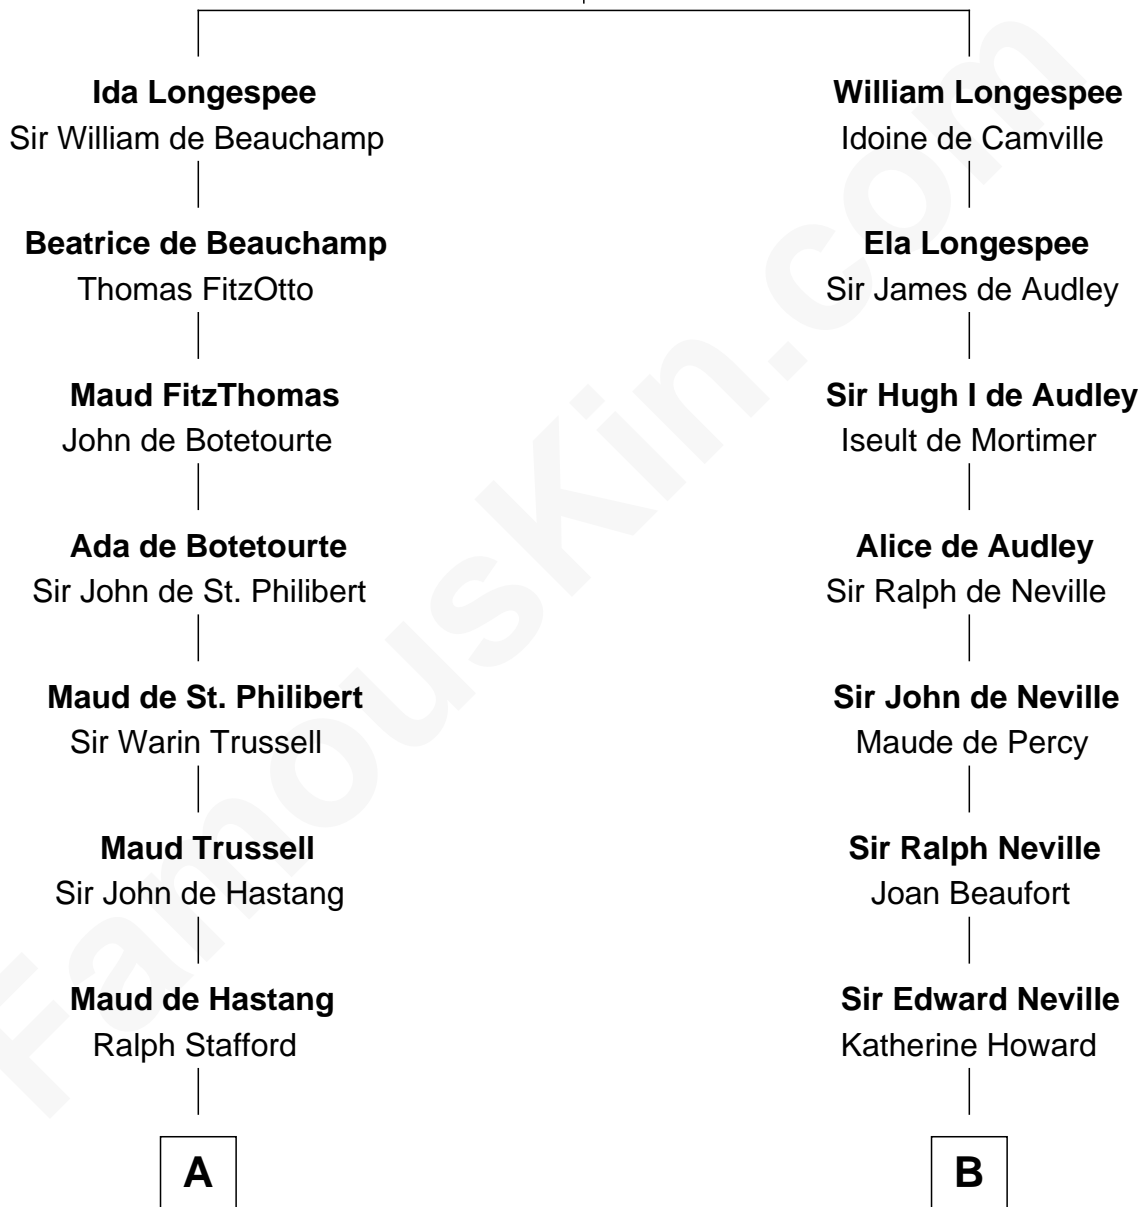 Ida Longespee
Sir William de Beauchamp
Beatrice de Beauchamp
Thomas FitzOtto
Maud FitzThomas
John de Botetourte
Ada de Botetourte
Sir John de St. Philibert
Maud de St. Philibert
Sir Warin Trussell
Maud Trussell
Sir John de Hastang
Maud de Hastang
Ralph Stafford
A
William Longespee
Idoine de Camville
Ela Longespee
Sir James de Audley
Sir Hugh I de Audley
Iseult de Mortimer
Alice de Audley
Sir Ralph de Neville
Sir John de Neville
Maude de Percy
Sir Ralph Neville
Joan Beaufort
Sir Edward Neville
Katherine Howard
B
FamousKin.com